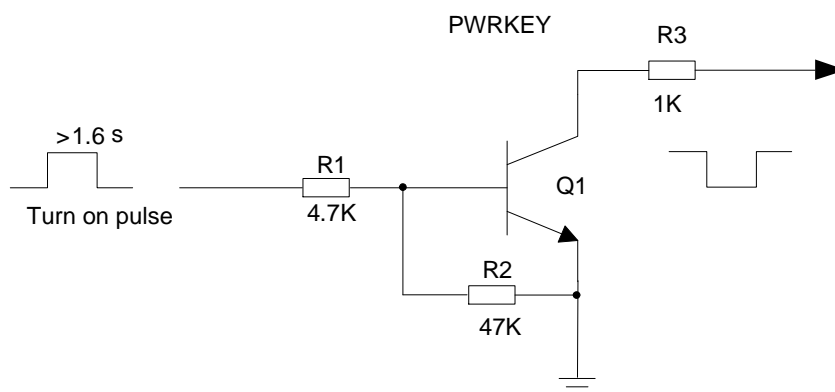 PWRKEY
R3
1K
>1.6 s
Turn on pulse
R1
4.7K
Q1
R2
47K